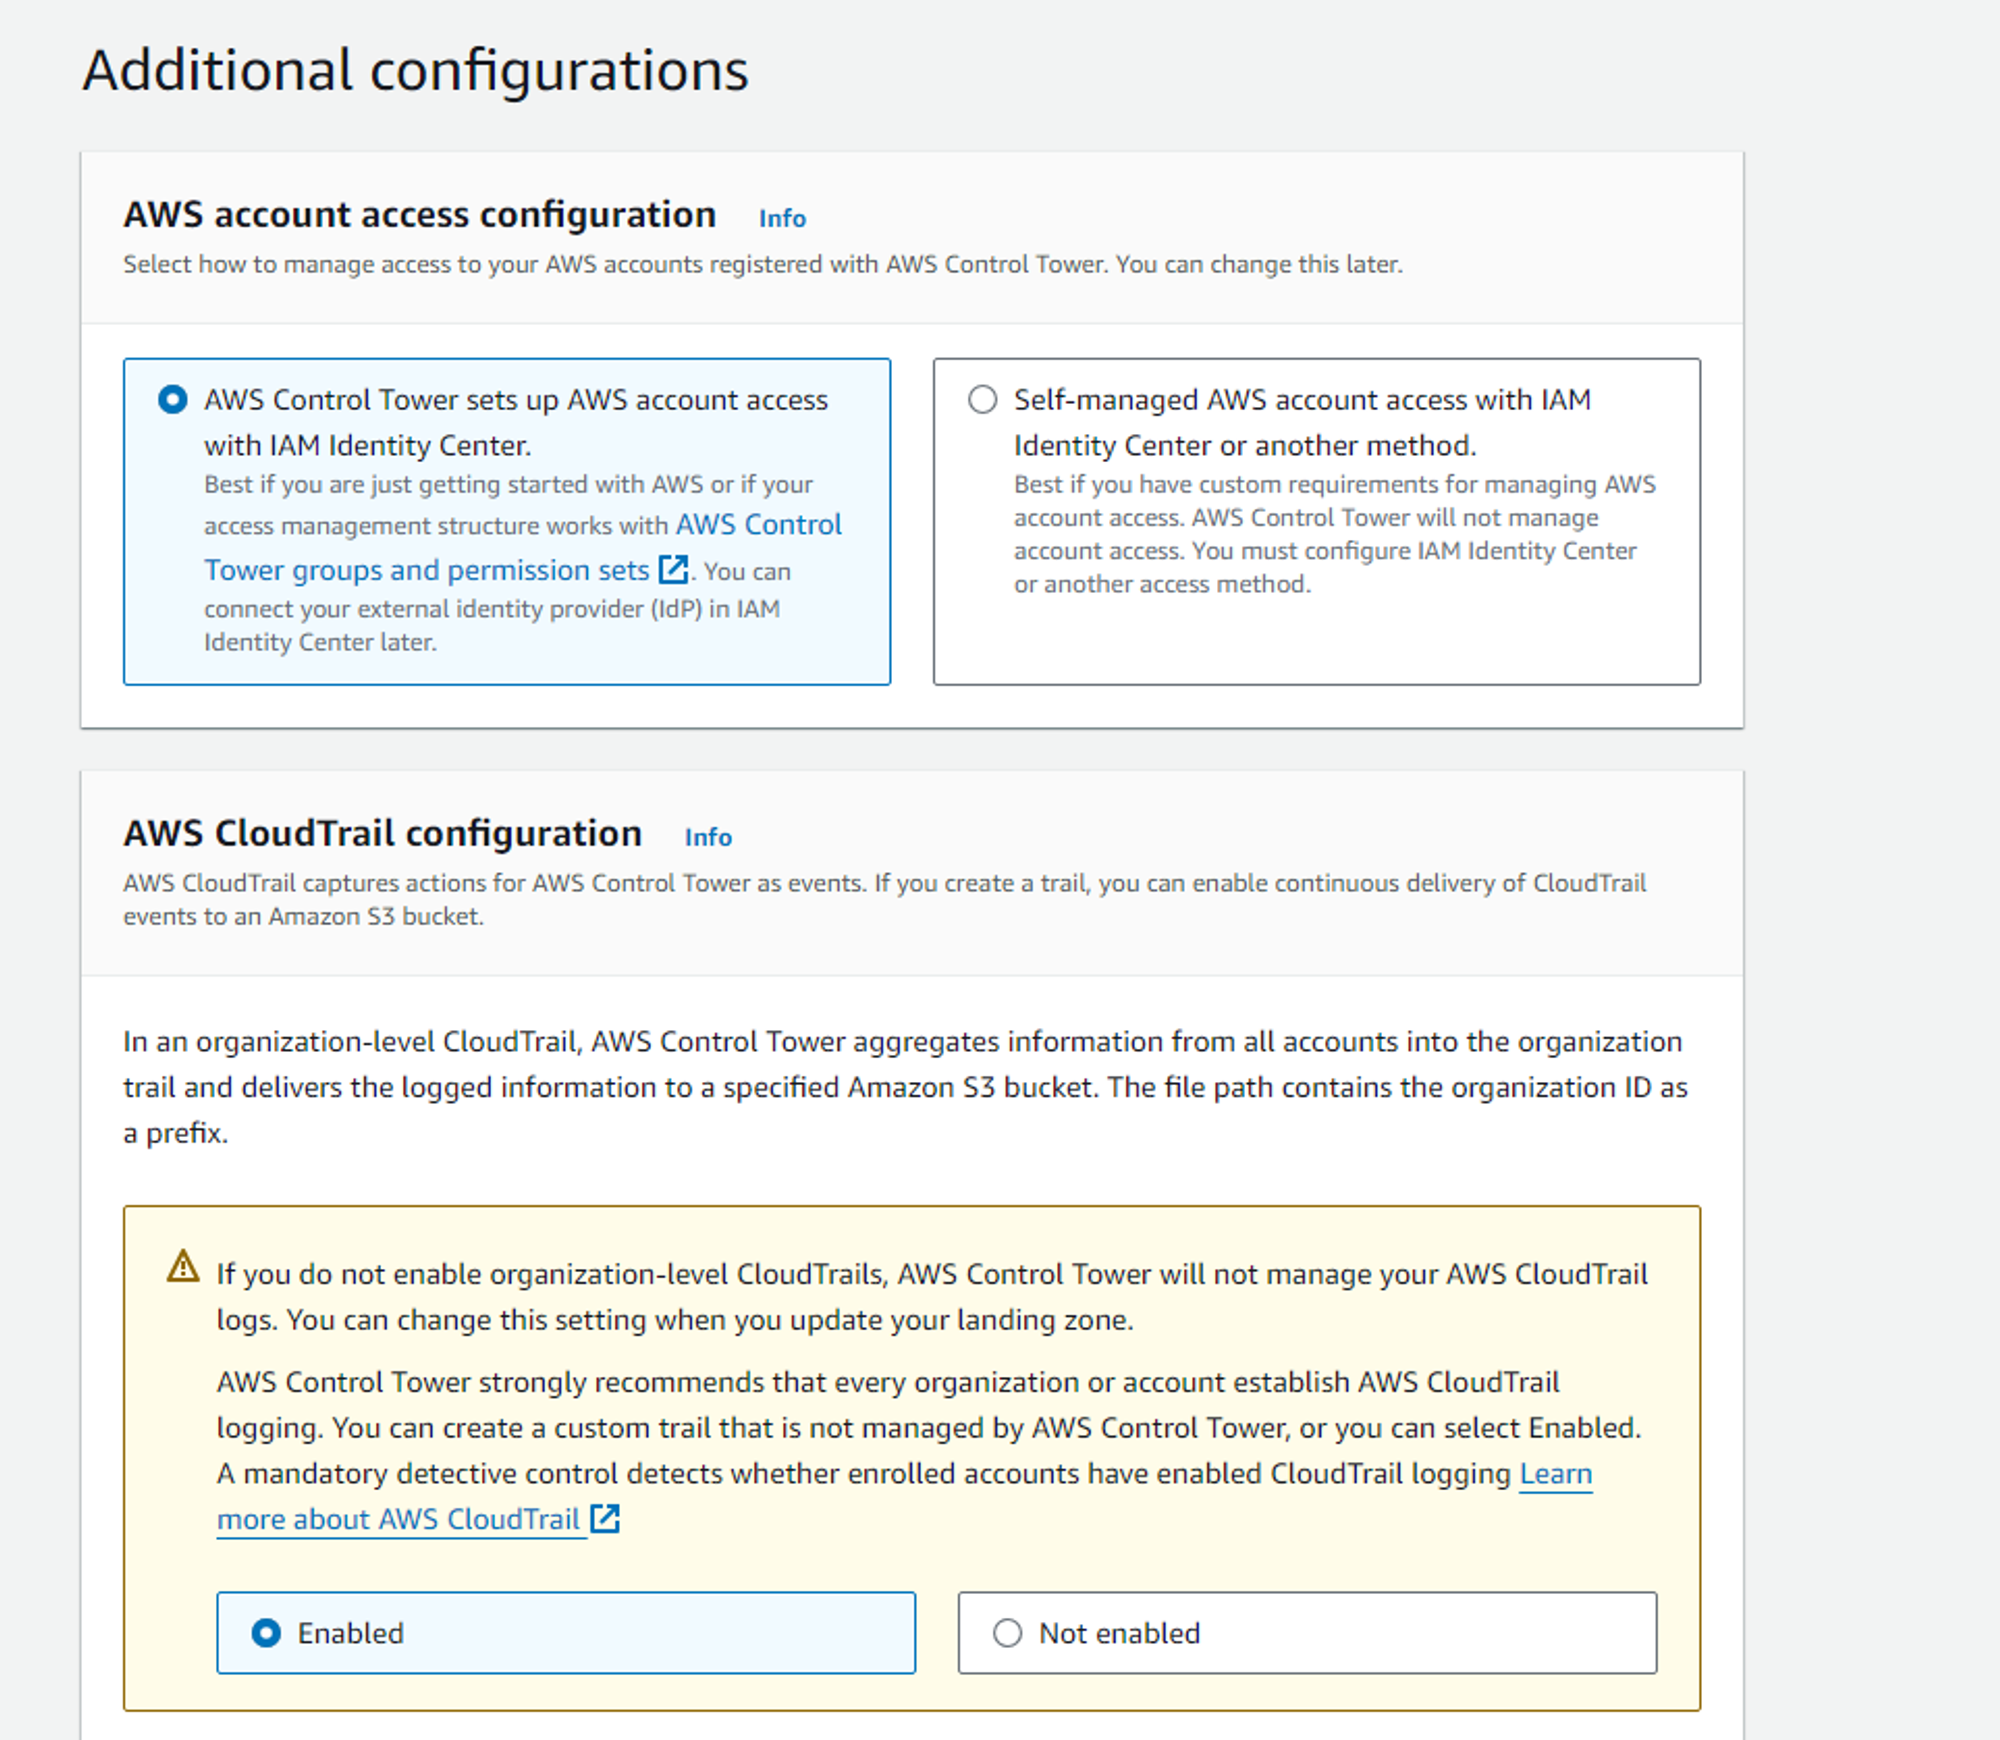 Additional configurations
AWS account access configuration Info
Select how to manage access to your AWS accounts registered with AWS Control Tower. You can change this later.
AWS Control Tower sets up AWS account access
with IAM Identity Center.
Best if you are just getting started with AWS or if your
access management structure works with AWS Control
Tower groups and permission sets. You can
connect your external identity provider (IdP) in IAM
Identity Center later.
Self-managed AWS account access with IAM
Identity Center or another method.
Best if you have custom requirements for managing AWS
account access. AWS Control Tower will not manage
account access. You must configure IAM Identity Center
or another access method.
AWS CloudTrail configuration Info
AWS CloudTrail captures actions for AWS Control Tower as events. If you create a trail, you can enable continuous delivery of CloudTrail
events to an Amazon S3 bucket.
In an organization-level CloudTrail, AWS Control Tower aggregates information from all accounts into the organization
trail and delivers the logged information to a specified Amazon S3 bucket. The file path contains the organization ID as
a prefix.
If you do not enable organization-level CloudTrails, AWS Control Tower will not manage your AWS CloudTrail
logs. You can change this setting when you update your landing zone.
AWS Control Tower strongly recommends that every organization or account establish AWS CloudTrail
logging. You can create a custom trail that is not managed by AWS Control Tower, or you can select Enabled.
A mandatory detective control detects whether enrolled accounts have enabled CloudTrail logging Learn
more about AWS CloudTrail
Enabled
Not enabled